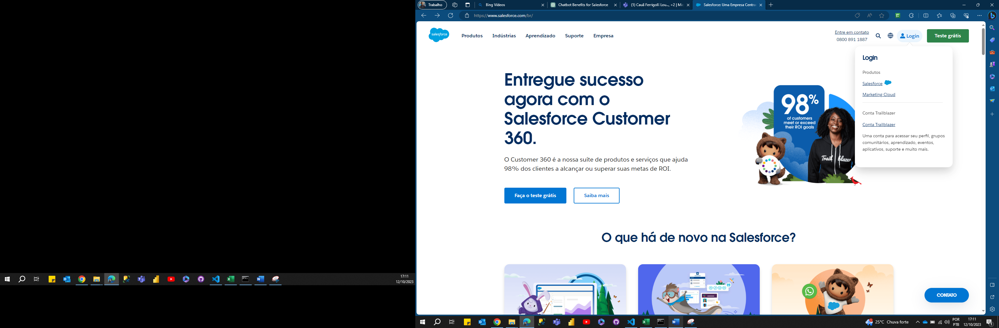 17:11
12/10/2023
Trabalho
Bing Vídeos
Chatbot Benefits for Salesforce
(1) Cauã Ferrigolli Lou..., +2 | Mic
Salesforce: Uma Empresa Centra
https://www.salesforce.com/br/
salesforce
Produtos
Indústrias
Aprendizado
Suporte
Empresa
Entre em contato
0800 891 1887
Login
Teste grátis
Login
Produtos
Salesforce
Marketing Cloud
Conta Trailblazer
Conta Trailblazer
Uma conta para acessar seu perfil, grupos
comunitários, aprendizado, eventos,
aplicativos, suporte e muito mais.
Entregue sucesso
agora com o
Salesforce Customer
360.
O Customer 360 é a nossa suíte de produtos e serviços que ajuda
98% dos clientes a alcançar ou superar suas metas de ROI.
Faça o teste grátis
Saiba mais
98%
of customers
meet or exceed
their ROI goals
Trail blazer
O que há de novo na Salesforce?
CONTATO
25°C Chuva forte
POR
PTB
17:11
12/10/2023
1